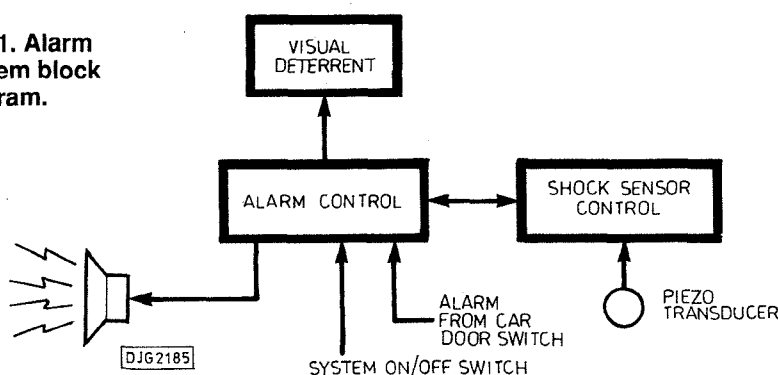 1. Alarm
em block
ram.
VISUAL
DETERRENT
ALARM CONTROL
SHOCK SENSOR
CONTROL
ALARM
FROM CAR
DOOR SWITCH
PIEZO
TRANSDUCER
DJG2185
SYSTEM ON/OFF SWITCH